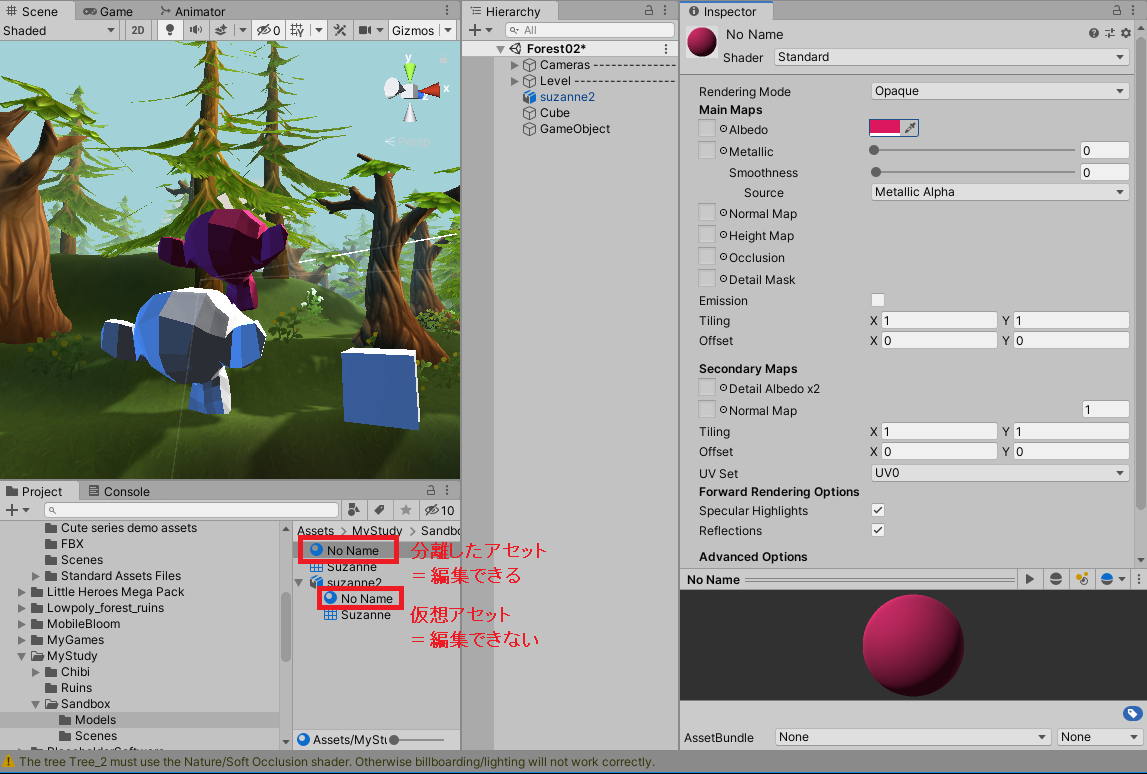 Scene Game Animator
Shaded 2D 0 Gizmos
y
x
z
Persp
Project Console
10
Cute series demo assets
FBX
Scenes
Standard Assets Files
Little Heroes Mega Pack
Lowpoly_forest_ruins
MobileBloom
MyGames
MyStudy
Chibi
Ruins
Sandbox
Models
Scenes
Assets > MyStudy > Sandbo
No Name
Suzanne
suzanne2
No Name
Suzanne
分離したアセット
＝編集できる
仮想アセット
＝編集できない
Assets/MyStu
Hierarchy
All
Forest02*
Cameras ---------------
Level ------------------
suzanne2
Cube
GameObject
Inspector
No Name
Shader Standard
Rendering Mode Opaque
Main Maps
Albedo
Metallic 0
Smoothness 0
Source Metallic Alpha
Normal Map
Height Map
Occlusion
Detail Mask
Emission
Tiling X 1 Y 1
Offset X 0 Y 0
Secondary Maps
Detail Albedo x2
Normal Map 1
Tiling X 1 Y 1
Offset X 0 Y 0
UV Set UV0
Forward Rendering Options
Specular Highlights
Reflections
Advanced Options
No Name
AssetBundle None None
The tree Tree_2 must use the Nature/Soft Occlusion shader. Otherwise billboarding/lighting will not work correctly.